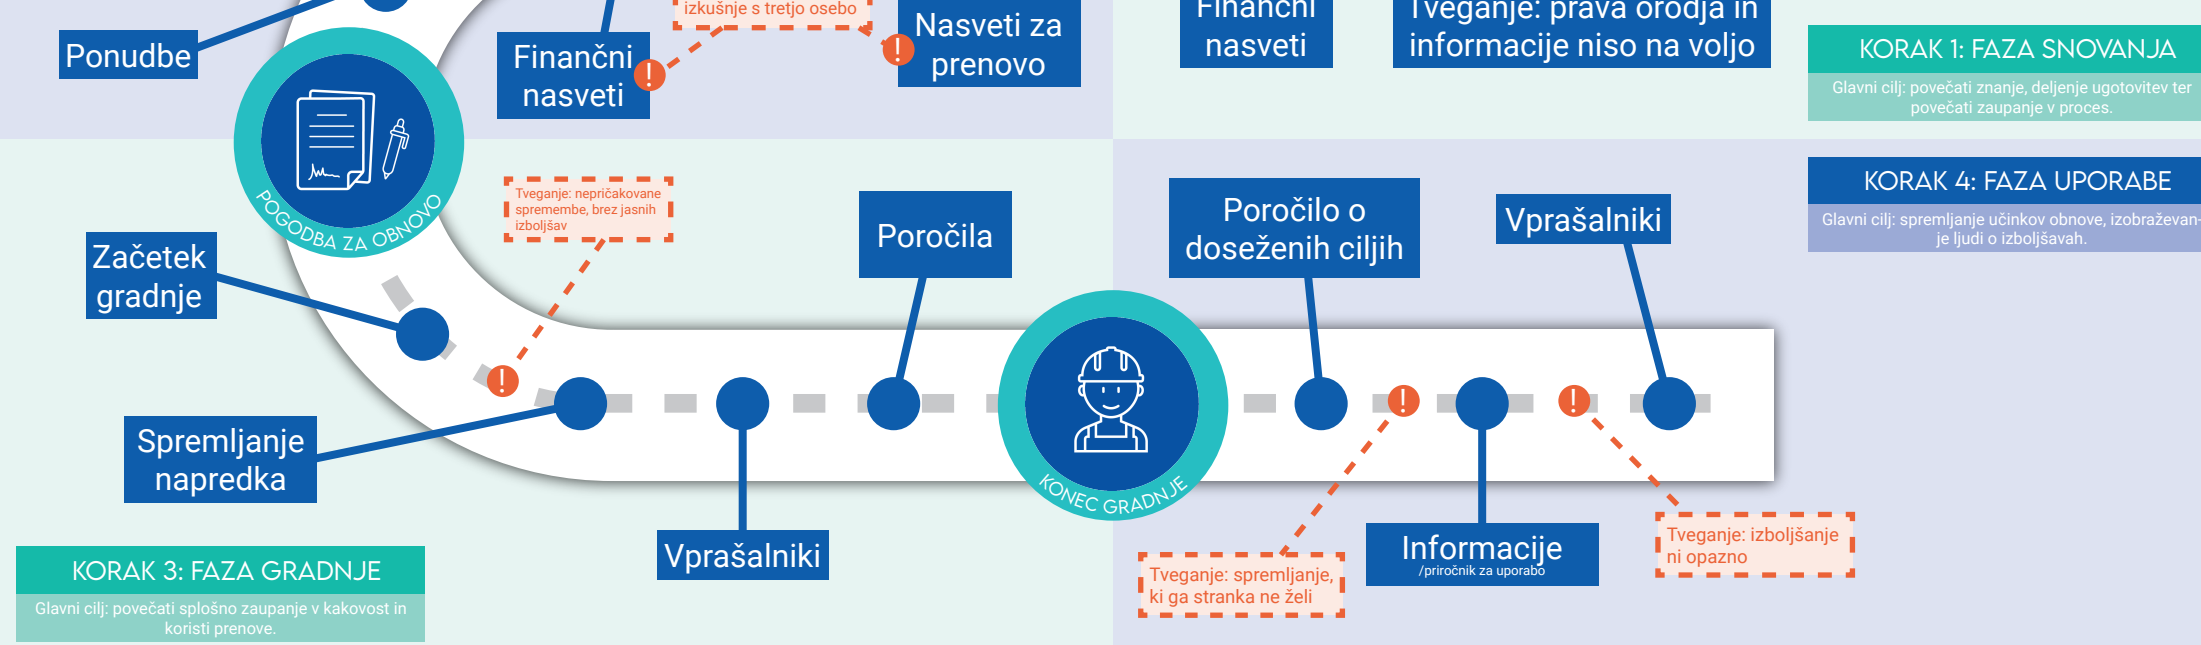 izkušnje s tretjo osebo
Ponudbe
Finančni
nasveti
Nasveti za
prenovo
Finančni
nasveti
Tveganje: prava orodja in
informacije niso na voljo
KORAK 1: FAZA SNOVANJA
Glavni cilj: povečati znanje, deljenje ugotovitev ter
povečati zaupanje v proces.
POGODBA ZA OBNOVO
Tveganje: nepričakovane
spremembe, brez jasnih
izboljšav
Začetek
gradnje
Spremljanje
napredka
Vprašalniki
Poročila
KONEC GRADNJE
Poročilo o
doseženih ciljih
Vprašalniki
KORAK 4: FAZA UPORABE
Glavni cilj: spremljanje učinkov obnove, izobraževan-
je ljudi o izboljšavah.
Tveganje: spremljanje,
ki ga stranka ne želi
Informacije
/priročnik za uporabo
Tveganje: izboljšanje
ni opazno
KORAK 3: FAZA GRADNJE
Glavni cilj: povečati splošno zaupanje v kakovost in
koristi prenove.